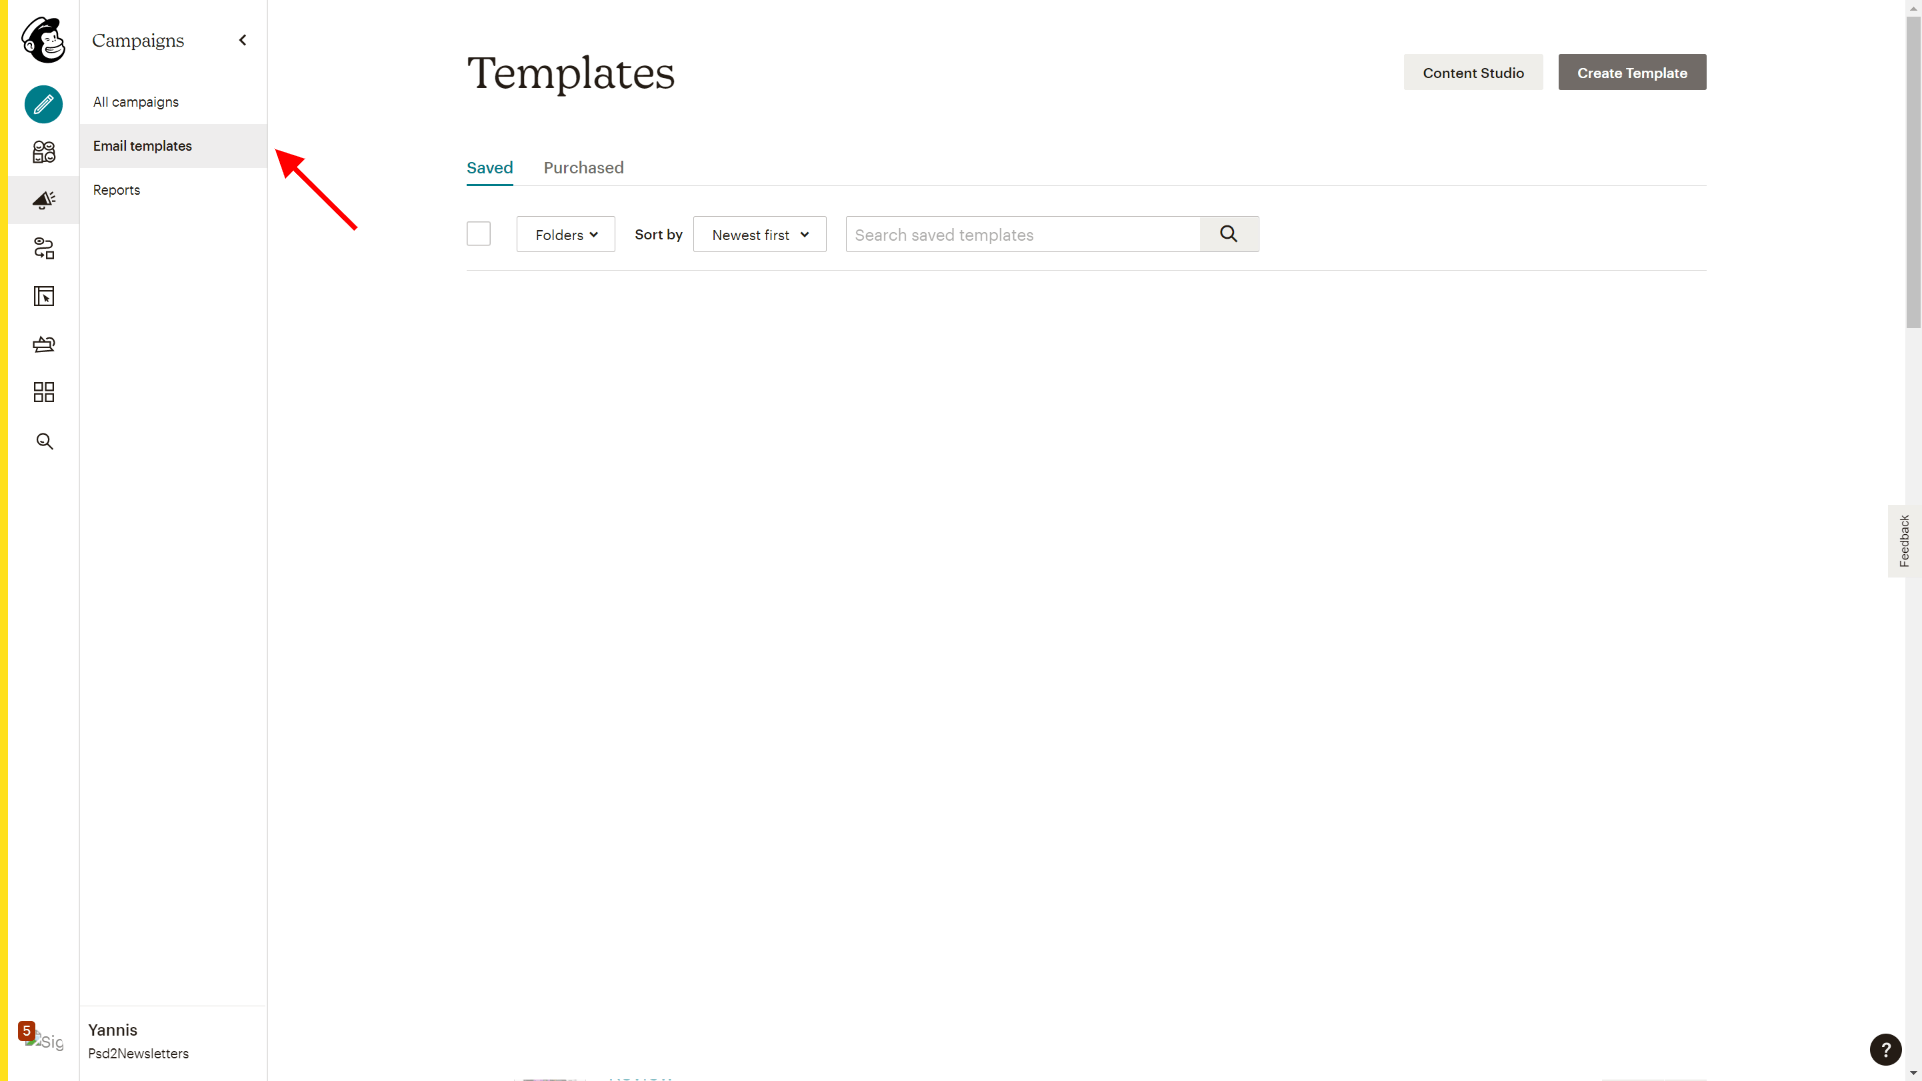 Campaigns
All campaigns
Email templates
Reports
Templates
Content Studio
Create Template
Saved
Purchased
Folders
Sort by
Newest first
Search saved templates
Feedback
5
Sig
Yannis
Psd2Newsletters
?